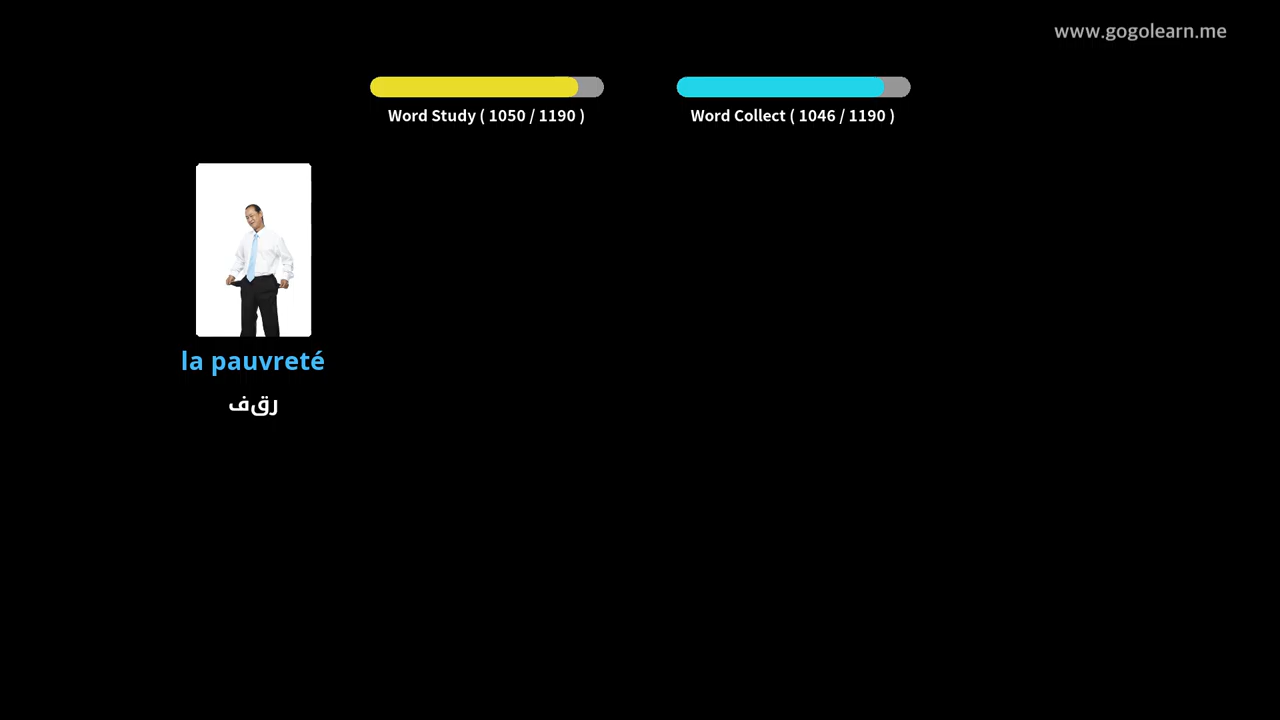 www.gogolearn.me
Word Study ( 1050 / 1190 )
Word Collect ( 1046 / 1190 )
la pauvreté
رقف